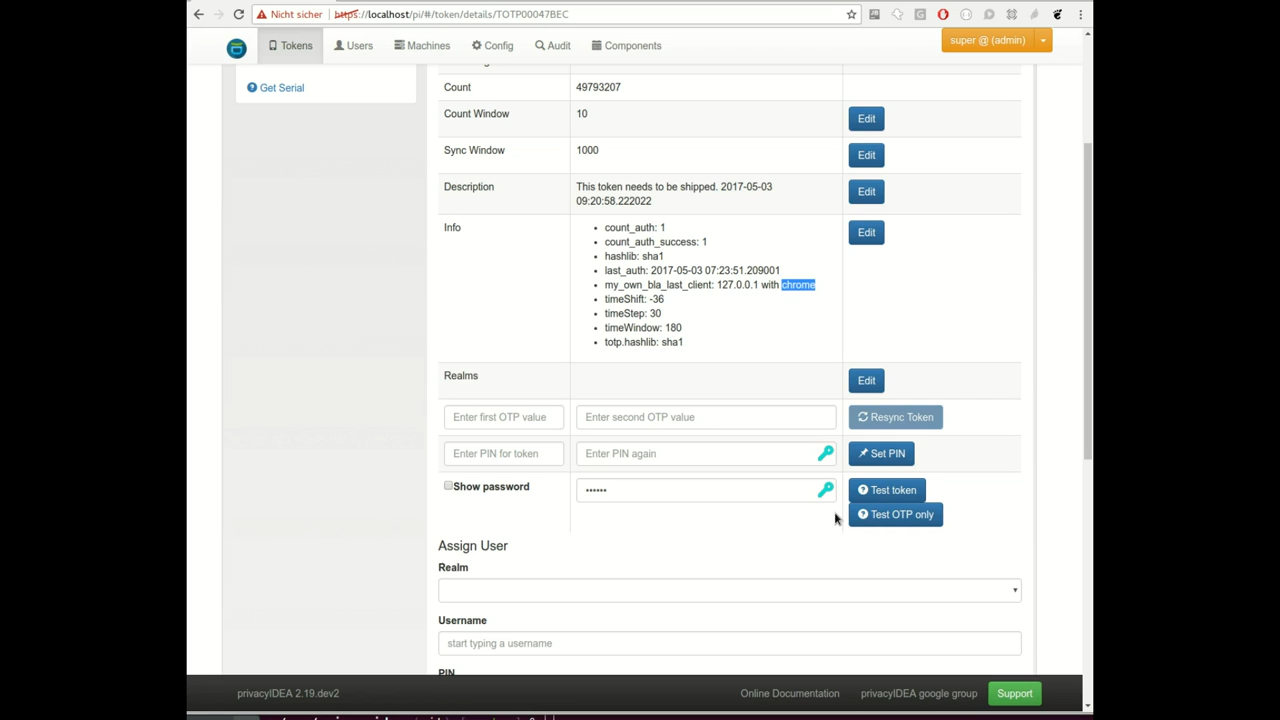 Nicht sicher https://localhost/pi/#/token/details/TOTP00047BEC
Tokens Users Machines Config Audit Components super @ (admin)
Get Serial
Count 49793207
Count Window 10 Edit
Sync Window 1000 Edit
Description This token needs to be shipped. 2017-05-03 Edit
09:20:58.222022
Info Edit
count_auth: 1
count_auth_success: 1
hashlib: sha1
last_auth: 2017-05-03 07:23:51.209001
my_own_bla_last_client: 127.0.0.1 with chrome
timeShift: -36
timeStep: 30
timeWindow: 180
totp.hashlib: sha1
Realms Edit
Enter first OTP value Enter second OTP value Resync Token
Enter PIN for token Enter PIN again Set PIN
Show password •••••• Test token
Test OTP only
Assign User
Realm
Username
start typing a username
PIN
privacyIDEA 2.19.dev2 Online Documentation privacyIDEA google group Support